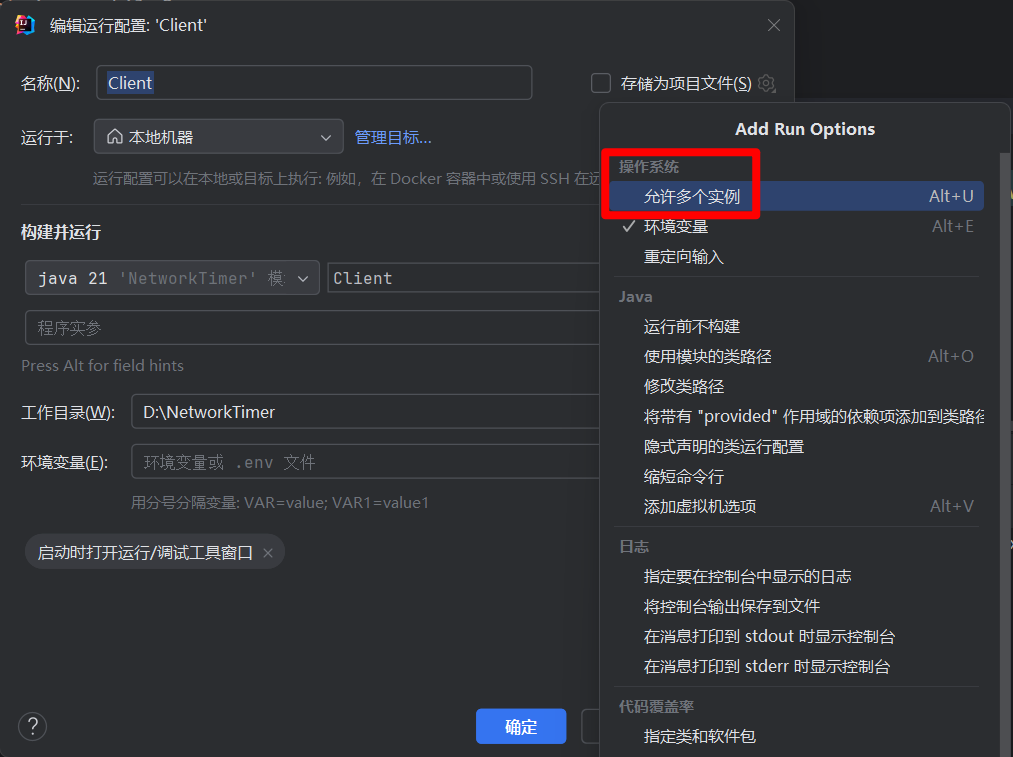 编辑运行配置: 'Client'
名称(N):
Client
存储为项目文件(S)
运行于:
本地机器
管理目标...
运行配置可以在本地或目标上执行: 例如，在 Docker 容器中或使用 SSH 在远
构建并运行
java 21 'NetworkTimer' 模
Client
程序实参
Press Alt for field hints
工作目录(W):
D:\NetworkTimer
环境变量(E):
环境变量或 .env 文件
用分号分隔变量: VAR=value; VAR1=value1
启动时打开运行/调试工具窗口
?
确定
Add Run Options
操作系统
允许多个实例 Alt+U
环境变量 Alt+E
重定向输入
Java
运行前不构建
使用模块的类路径 Alt+O
修改类路径
将带有 "provided" 作用域的依赖项添加到类路径
隐式声明的类运行配置
缩短命令行
添加虚拟机选项 Alt+V
日志
指定要在控制台中显示的日志
将控制台输出保存到文件
在消息打印到 stdout 时显示控制台
在消息打印到 stderr 时显示控制台
代码覆盖率
指定类和软件包